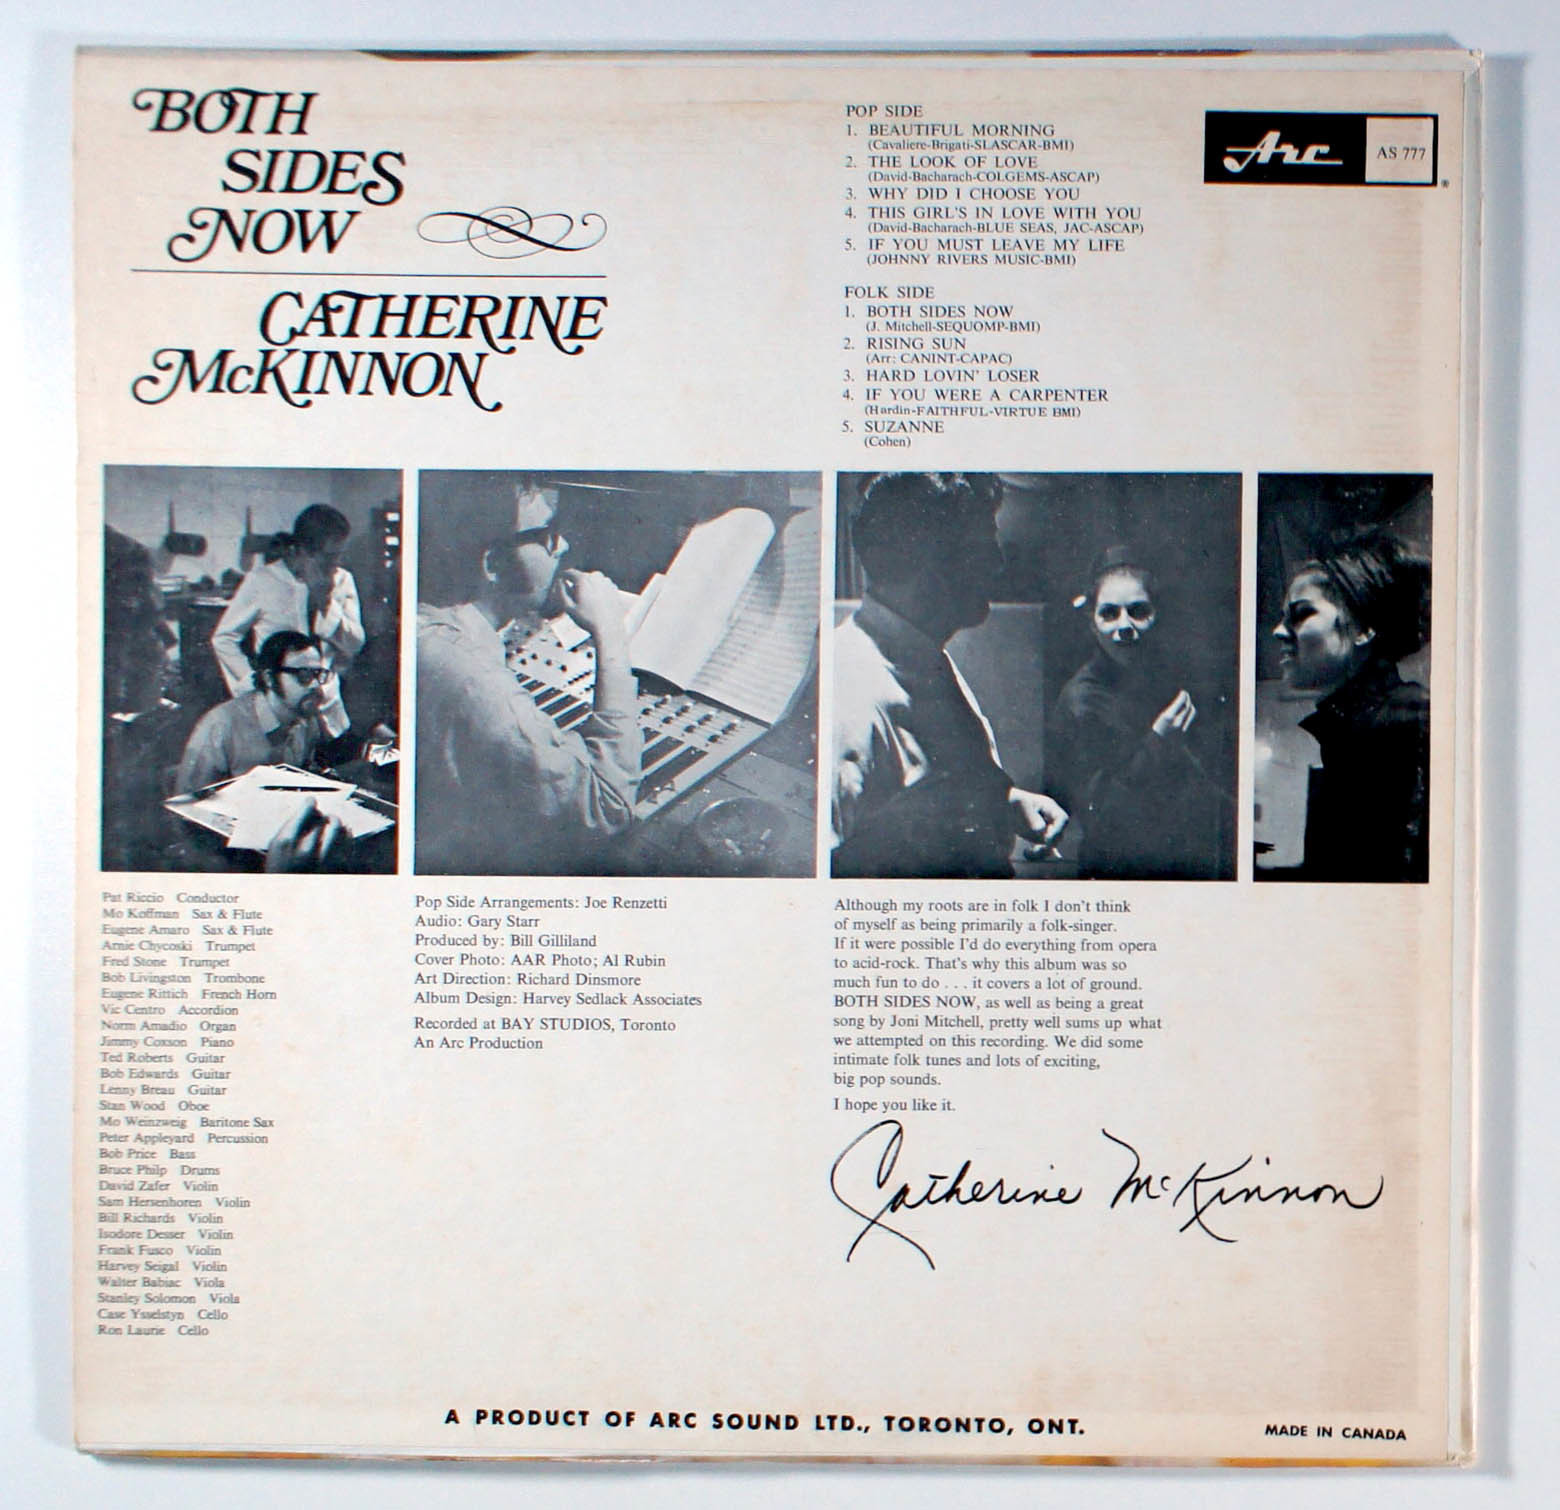 BOTH
SIDES
NOW
CATHERINE
McKINNON
POP SIDE
1. BEAUTIFUL MORNING
(Cavaliere-Brigati-SLASCAR-BMI)
2. THE LOOK OF LOVE
(David-Bacharach-COLGEMS-ASCAP)
3. WHY DID I CHOOSE YOU
4. THIS GIRL'S IN LOVE WITH YOU
(David-Bacharach-BLUE SEAS, JAC-ASCAP)
5. IF YOU MUST LEAVE MY LIFE
(JOHNNY RIVERS MUSIC-BMI)
FOLK SIDE
1. BOTH SIDES NOW
(J. Mitchell-SEQUOMP-BMI)
2. RISING SUN
(Arr: CANINT-CAPAC)
3. HARD LOVIN' LOSER
4. IF YOU WERE A CARPENTER
(Hardin-FAITHFUL-VIRTUE BMI)
5. SUZANNE
(Cohen)
Arc AS 777
®
Pat Riccio Conductor
Mo Koffman Sax & Flute
Eugene Amaro Sax & Flute
Arnie Chycoski Trumpet
Fred Stone Trumpet
Bob Livingston Trombone
Eugene Rittich French Horn
Vic Centro Accordion
Norm Amadio Organ
Jimmy Coxson Piano
Ted Roberts Guitar
Bob Edwards Guitar
Lenny Breau Guitar
Stan Wood Oboe
Mo Weinzweig Baritone Sax
Peter Appleyard Percussion
Bob Price Bass
Bruce Philp Drums
David Zafer Violin
Sam Hersenhoren Violin
Bill Richards Violin
Isodore Desser Violin
Frank Fusco Violin
Harvey Seigal Violin
Walter Babiac Viola
Stanley Solomon Viola
Case Ysselstyn Cello
Ron Laurie Cello
Pop Side Arrangements: Joe Renzetti
Audio: Gary Starr
Produced by: Bill Gilliland
Cover Photo: AAR Photo; Al Rubin
Art Direction: Richard Dinsmore
Album Design: Harvey Sedlack Associates
Recorded at BAY STUDIOS, Toronto
An Arc Production
Although my roots are in folk I don't think
of myself as being primarily a folk-singer.
If it were possible I'd do everything from opera
to acid-rock. That's why this album was so
much fun to do . . . it covers a lot of ground.
BOTH SIDES NOW, as well as being a great
song by Joni Mitchell, pretty well sums up what
we attempted on this recording. We did some
intimate folk tunes and lots of exciting,
big pop sounds.
I hope you like it.
Catherine McKinnon
A PRODUCT OF ARC SOUND LTD., TORONTO, ONT.
MADE IN CANADA